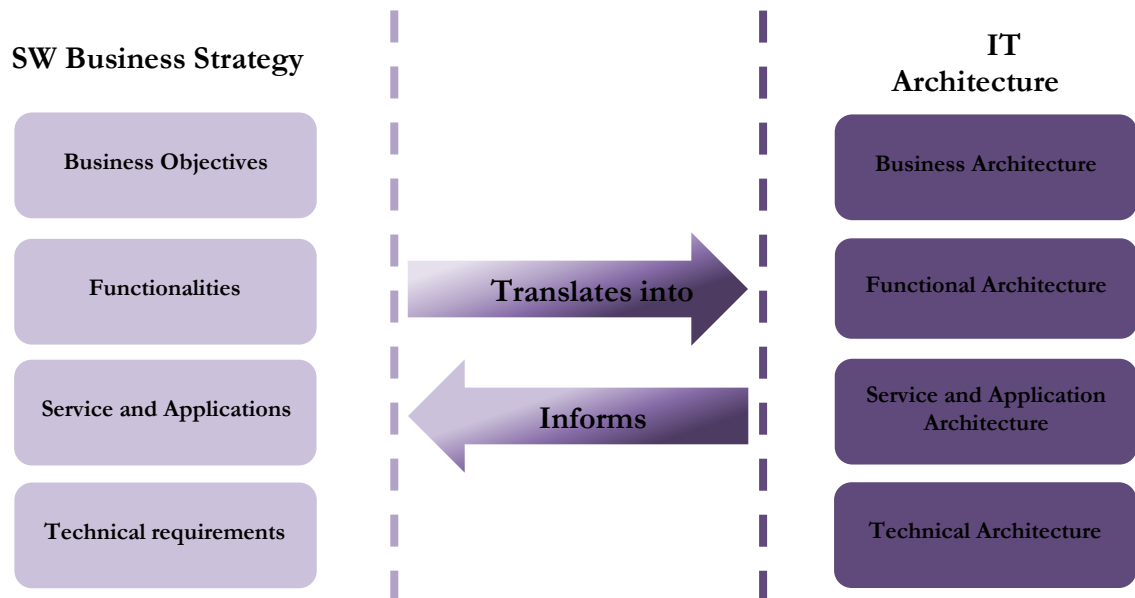 SW Business Strategy
Business Objectives
Functionalities
Service and Applications
Technical requirements
Translates into
Informs
IT
Architecture
Business Architecture
Functional Architecture
Service and Application
Architecture
Technical Architecture